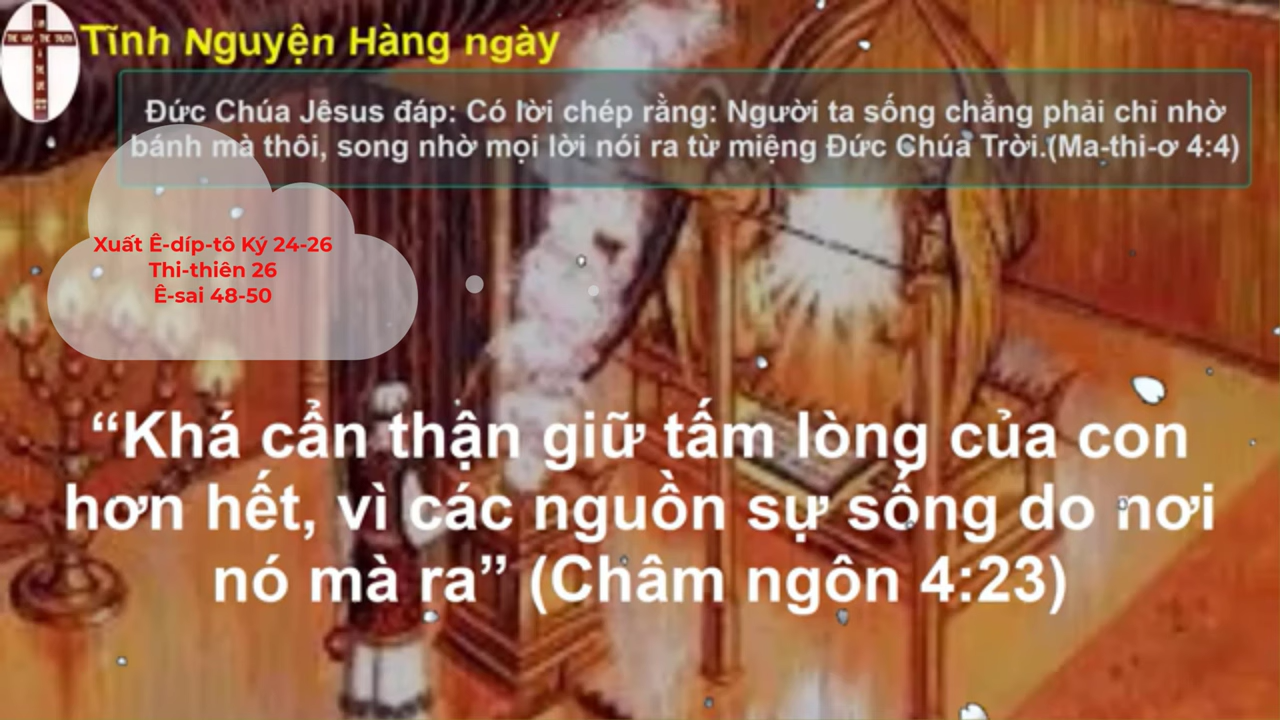 Tĩnh Nguyện Hàng ngày
Đức Chúa Jêsus đáp: Có lời chép rằng: Người ta sống chẳng phải chỉ nhờ
bánh mà thôi, song nhờ mọi lời nói ra từ miệng Đức Chúa Trời.(Ma-thi-ơ 4:4)
Xuất Ê-díp-tô Ký 24-26
Thi-thiên 26
Ê-sai 48-50
“Khá cẩn thận giữ tấm lòng của con
hơn hết, vì các nguồn sự sống do nơi
nó mà ra” (Châm ngôn 4:23)